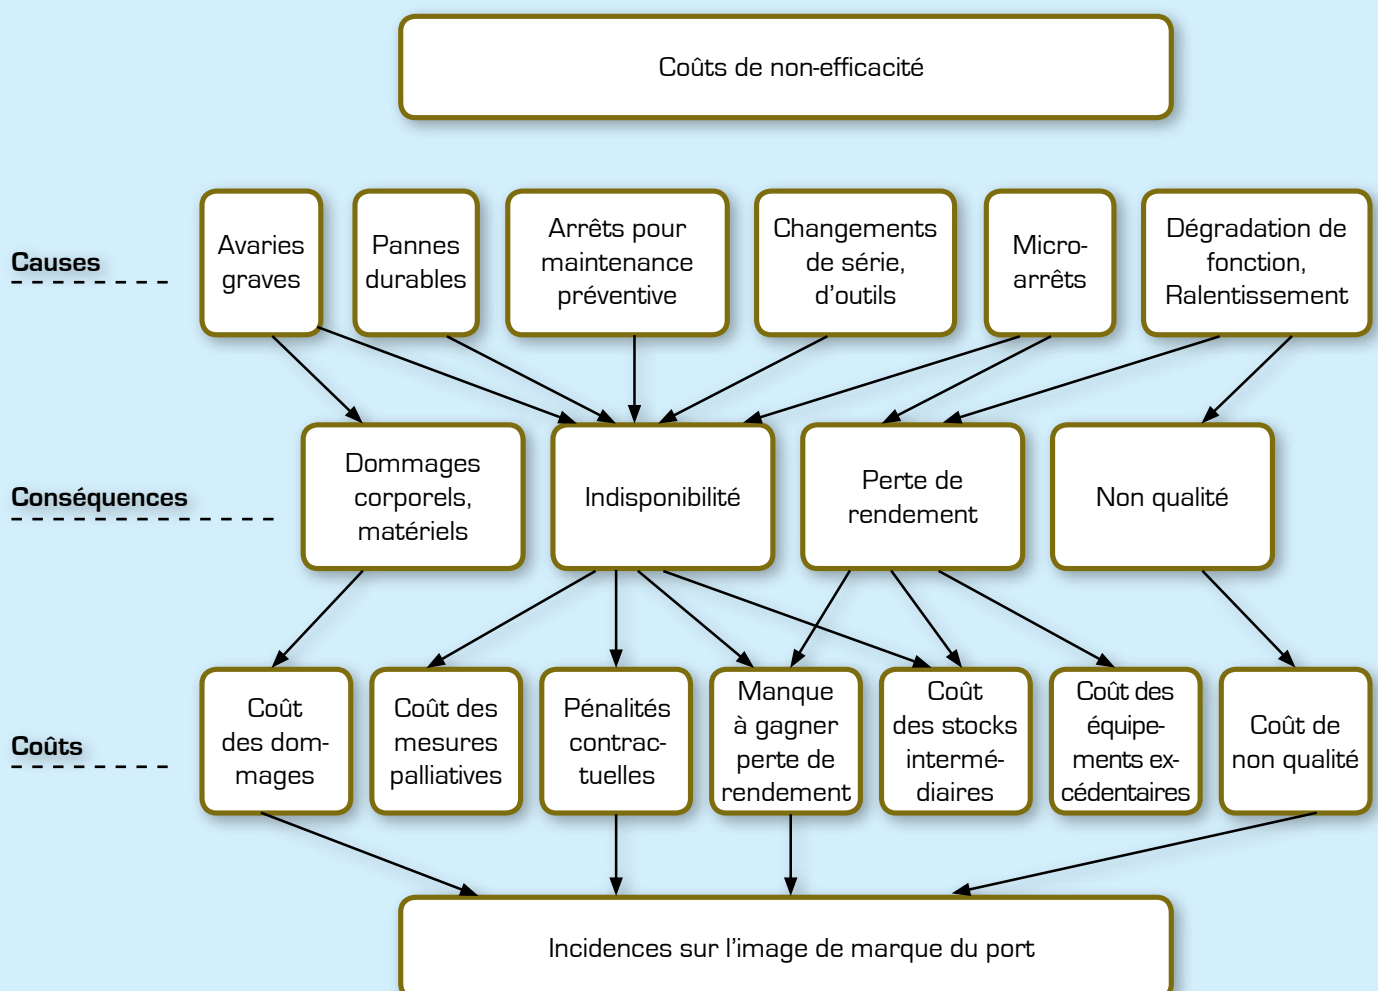 Coûts de non-efficacité
Causes
Avaries
graves
Pannes
durables
Arrêts pour
maintenance
préventive
Changements
de série,
d'outils
Micro-
arrêts
Dégradation de
fonction,
Ralentissement
Conséquences
Dommages
corporels,
matériels
Indisponibilité
Perte de
rendement
Non qualité
Coûts
Coût
des dom-
mages
Coût des
mesures
palliatives
Pénalités
contrac-
tuelles
Manque
à gagner
perte de
rendement
Coût
des stocks
intermé-
diaires
Coût des
équipe-
ments ex-
cédentaires
Coût de
non qualité
Incidences sur l'image de marque du port